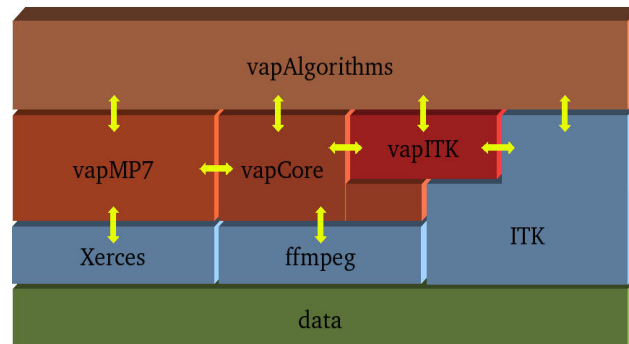 vapAlgorithms
vapMP7
vapCore
vapITK
Xerces
ffmpeg
ITK
data